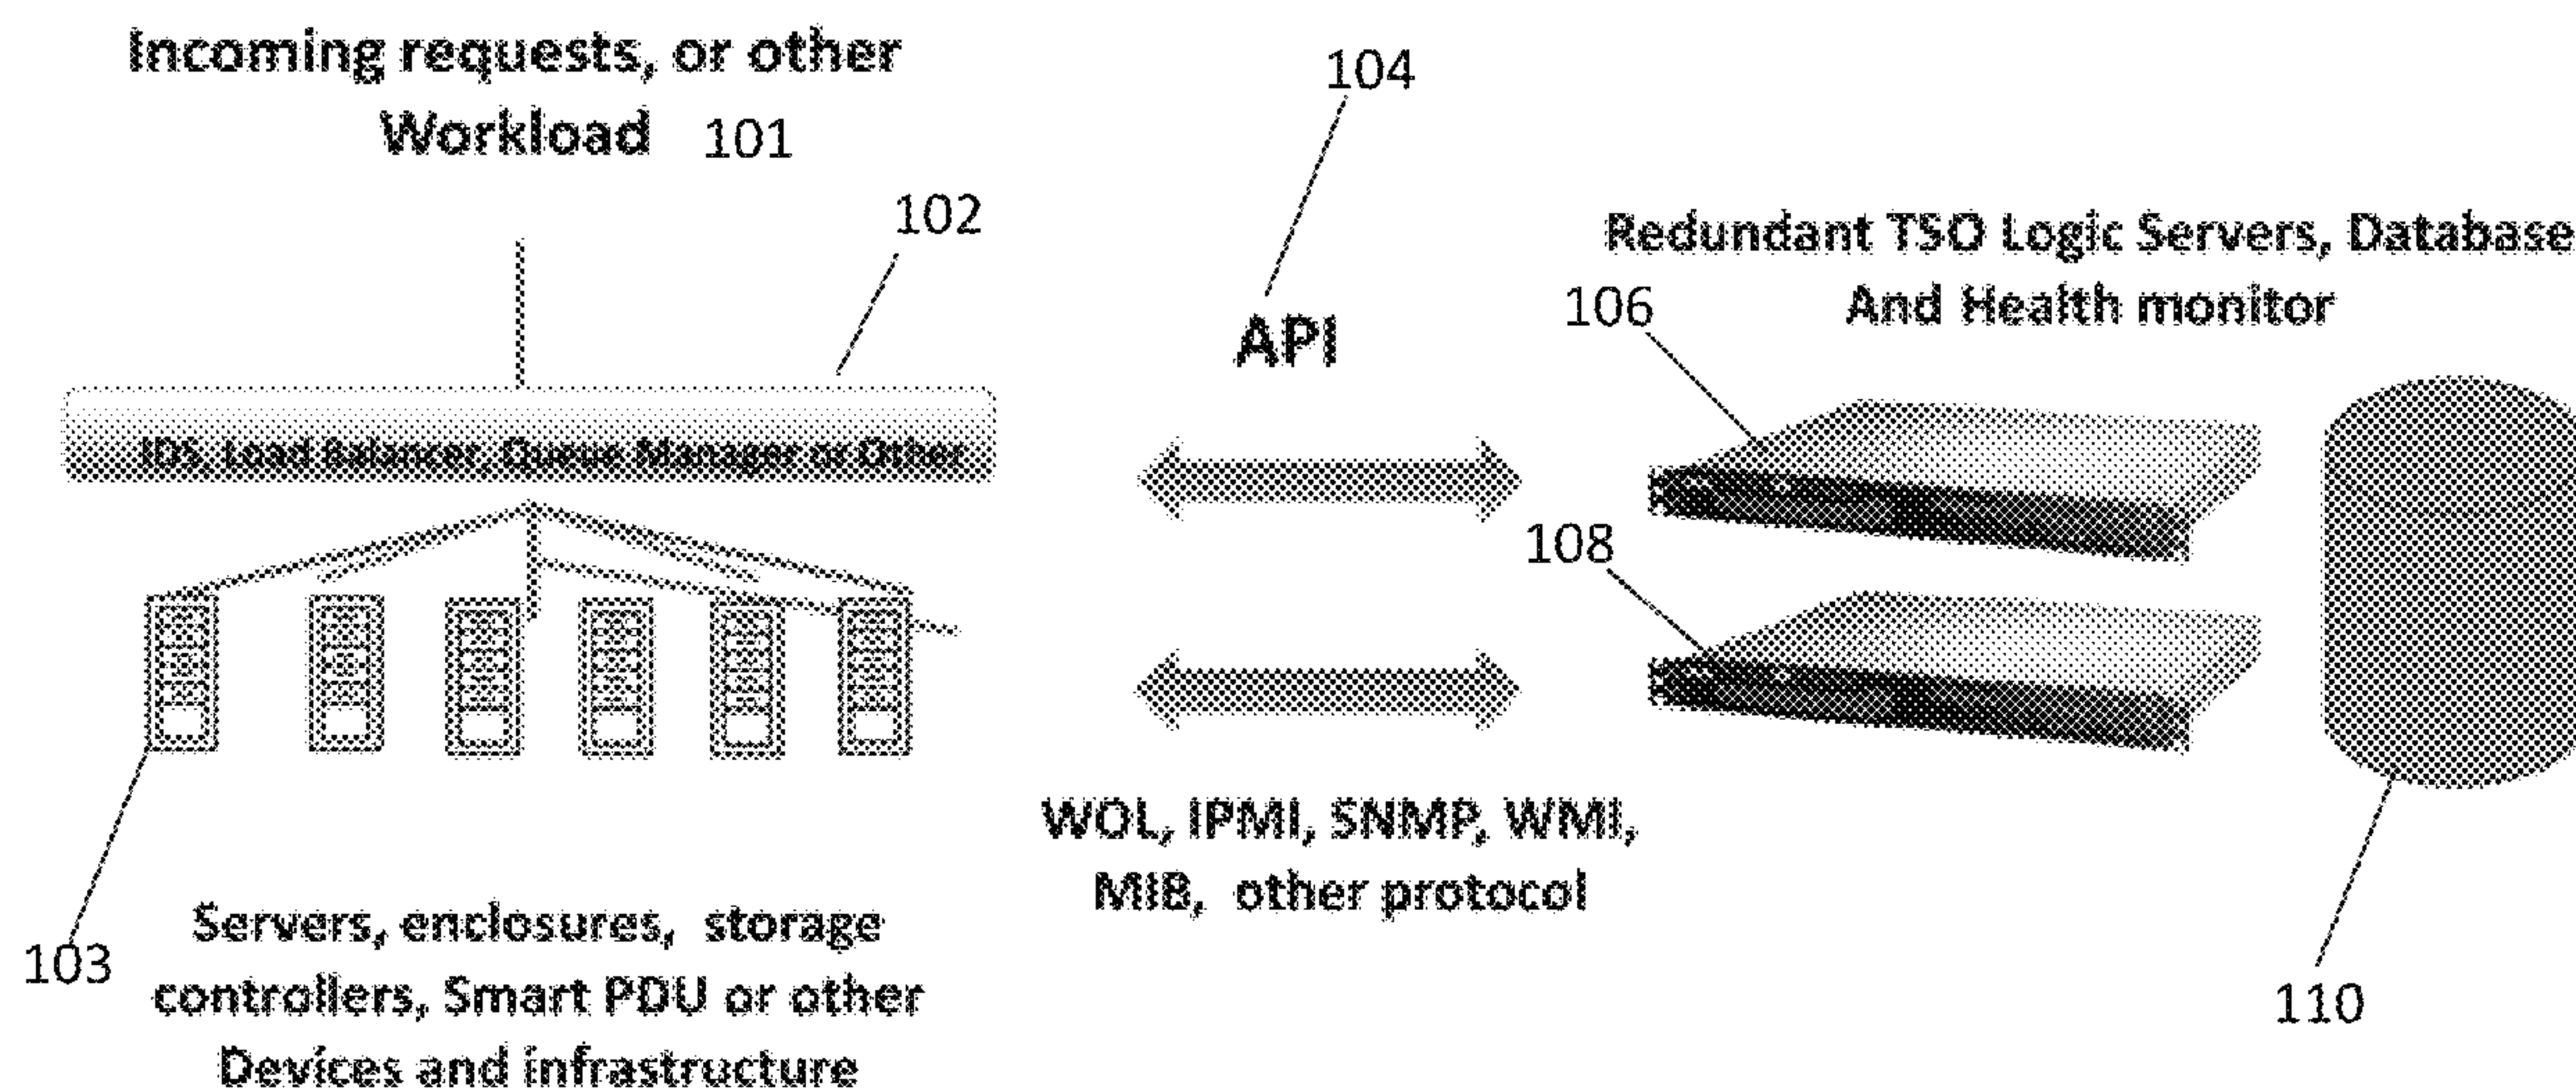 Incoming requests, or other
Workload 101
102
IDS, Load Balancer, Queue Manager or Other
103
Servers, enclosures, storage
controllers, Smart PDU or other
Devices and infrastructure
104
API
WOL, IPMI, SNMP, WMI,
MIB, other protocol
Redundant TSO Logic Servers, Database
And Health monitor
106
108
110